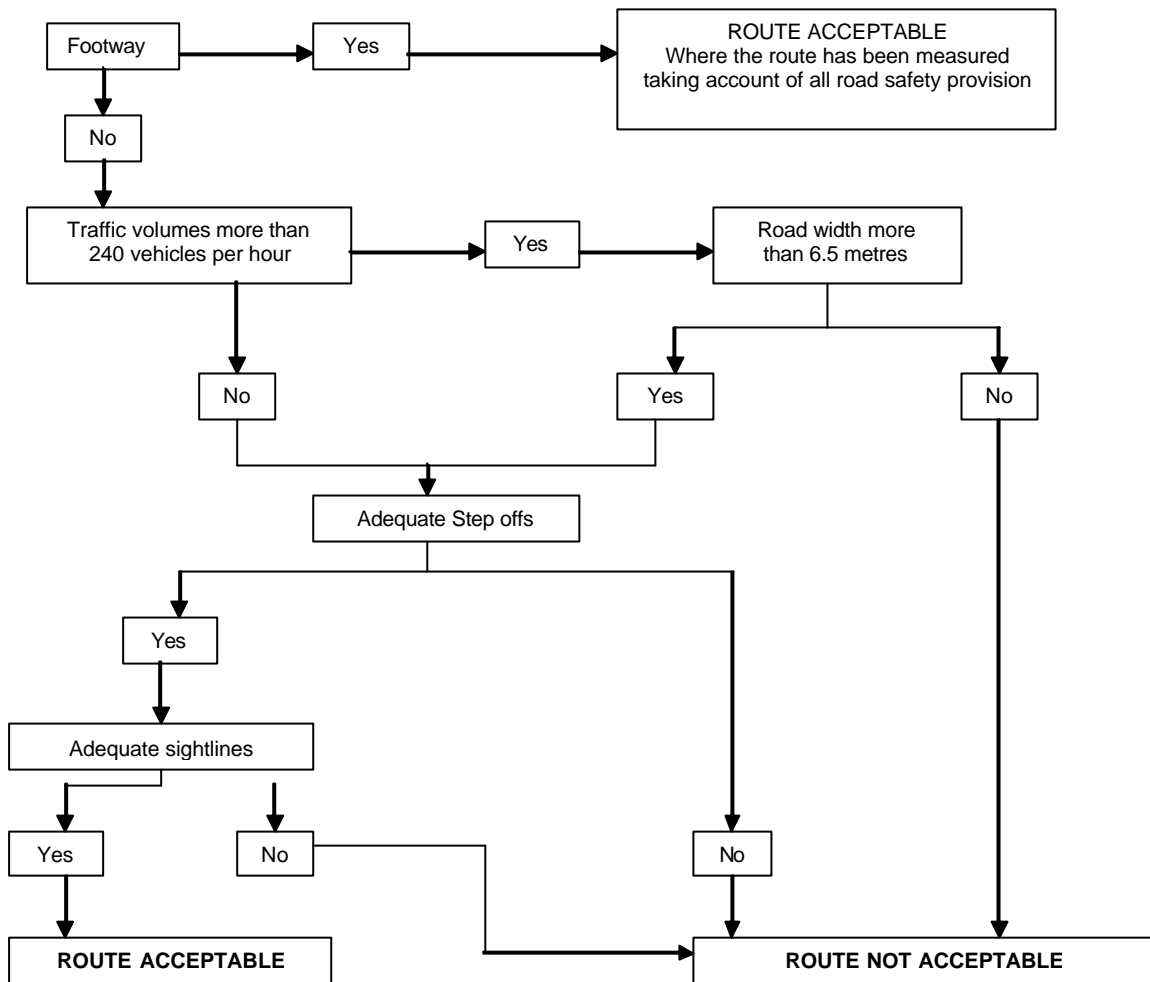 Footway
Yes
ROUTE ACCEPTABLE
Where the route has been measured
taking account of all road safety provision
No
Traffic volumes more than
240 vehicles per hour
Yes
Road width more
than 6.5 metres
No
Yes
No
Adequate Step offs
Yes
Adequate sightlines
Yes
No
No
ROUTE ACCEPTABLE
ROUTE NOT ACCEPTABLE